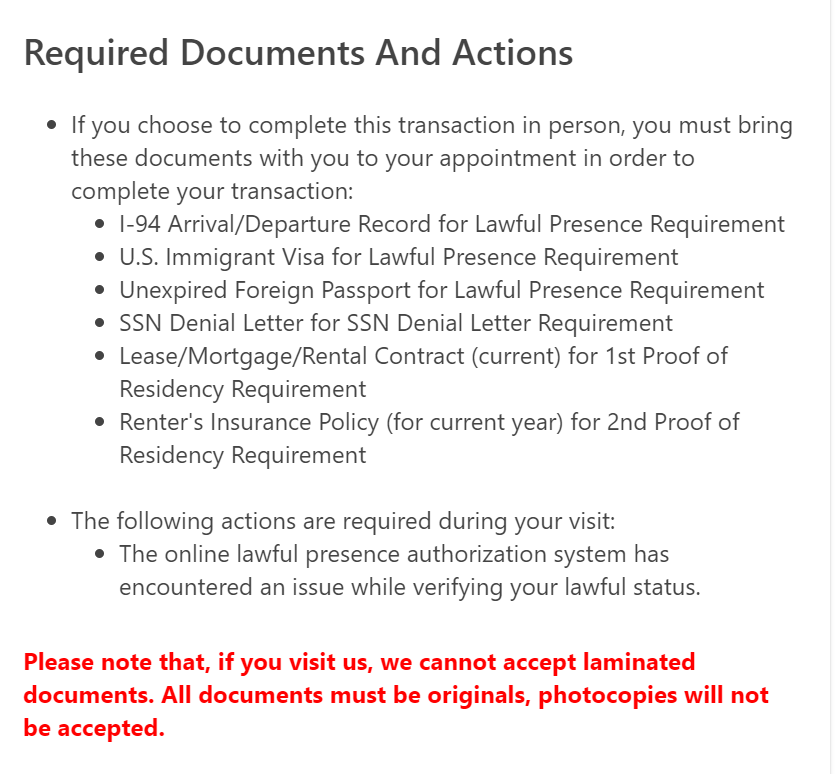 Required Documents And Actions
If you choose to complete this transaction in person, you must bring
these documents with you to your appointment in order to
complete your transaction:
I-94 Arrival/Departure Record for Lawful Presence Requirement
U.S. Immigrant Visa for Lawful Presence Requirement
Unexpired Foreign Passport for Lawful Presence Requirement
SSN Denial Letter for SSN Denial Letter Requirement
Lease/Mortgage/Rental Contract (current) for 1st Proof of
Residency Requirement
Renter's Insurance Policy (for current year) for 2nd Proof of
Residency Requirement
The following actions are required during your visit:
The online lawful presence authorization system has
encountered an issue while verifying your lawful status.
Please note that, if you visit us, we cannot accept laminated
documents. All documents must be originals, photocopies will not
be accepted.